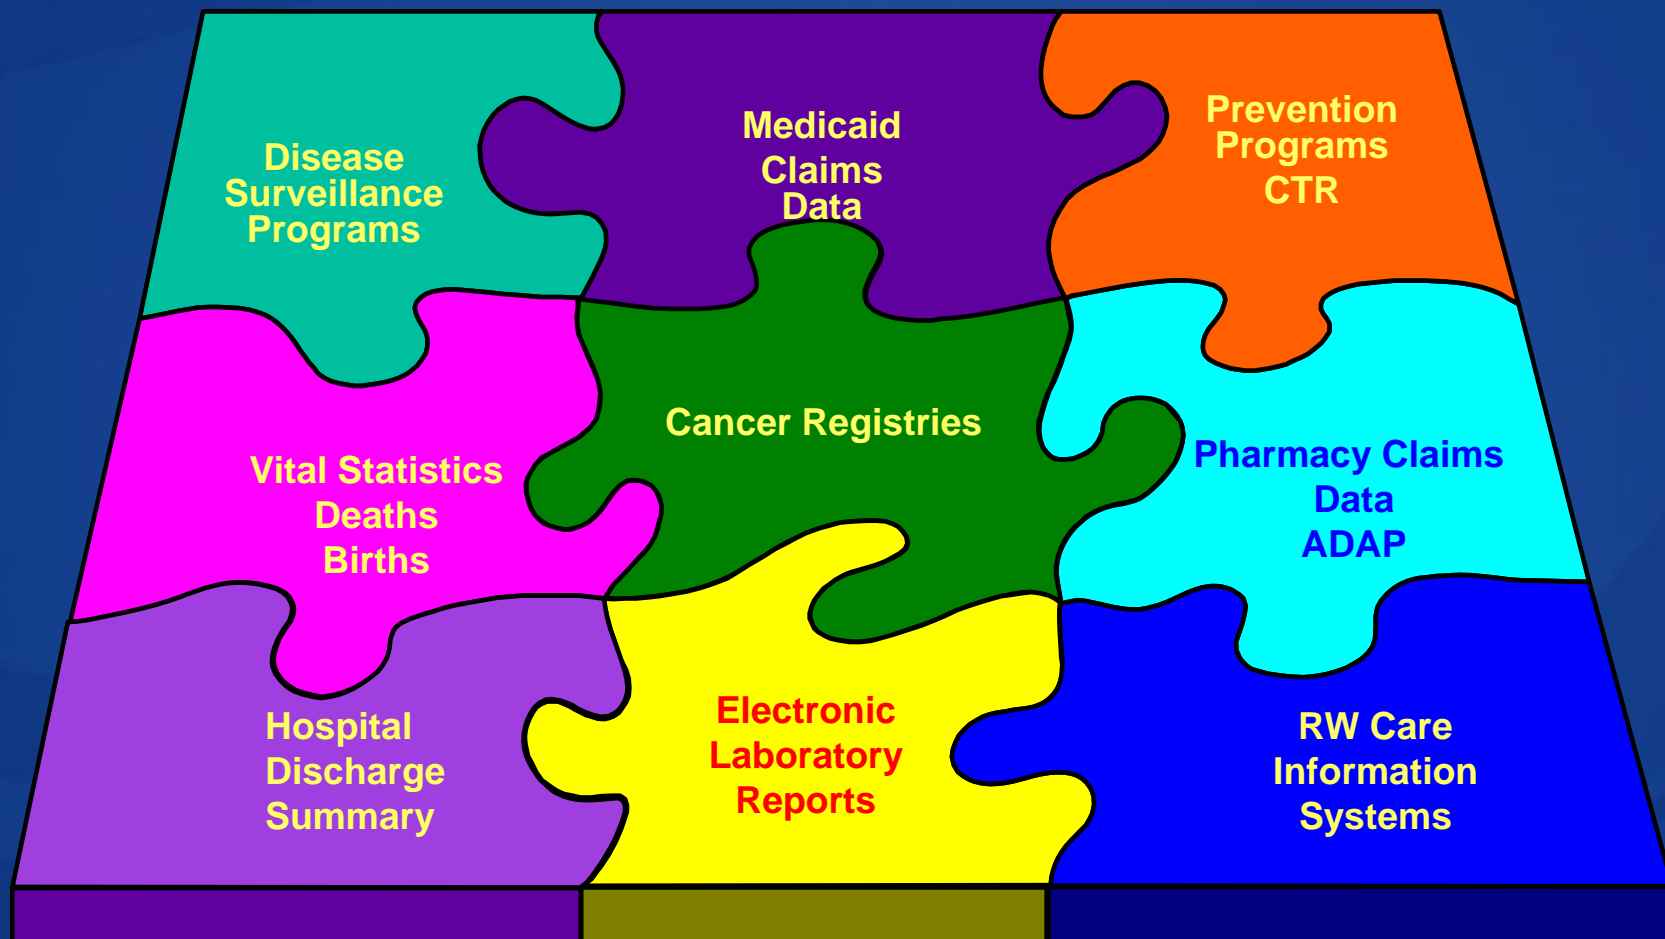 Disease
Surveillance
Programs
Medicaid
Claims
Data
Prevention
Programs
CTR
Vital Statistics
Deaths
Births
Cancer Registries
Pharmacy Claims
Data
ADAP
Hospital
Discharge
Summary
Electronic
Laboratory
Reports
RW Care
Information
Systems